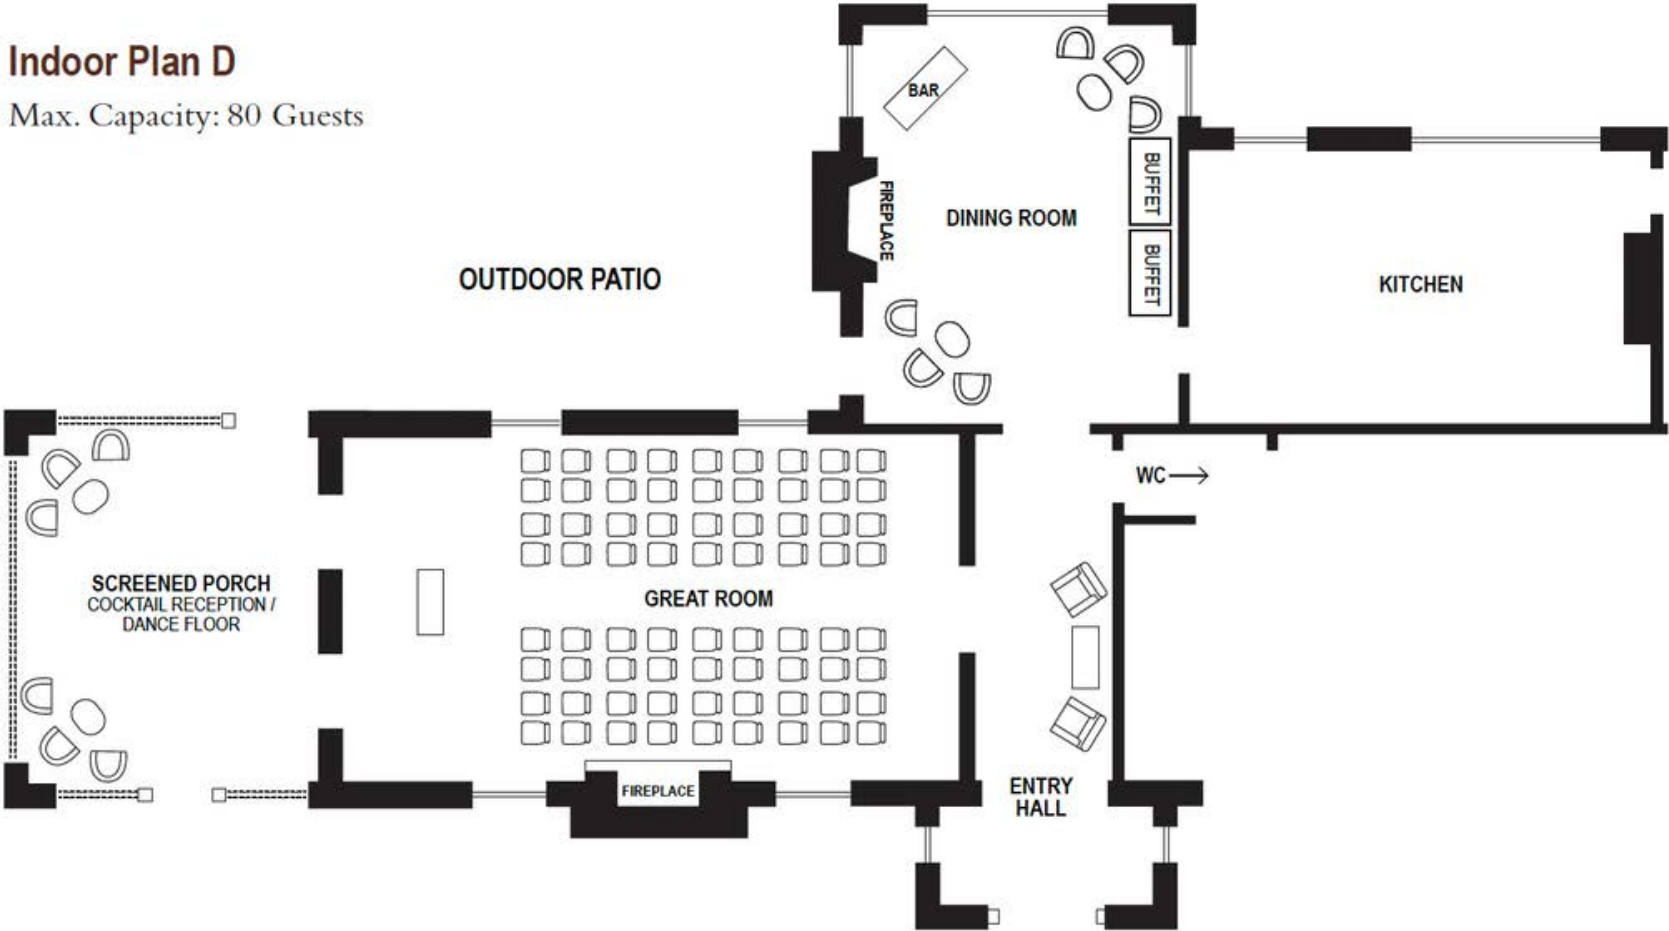 Indoor Plan D
Max. Capacity: 80 Guests
BAR
BUFFET
FIREPLACE
DINING ROOM
BUFFET
OUTDOOR PATIO
KITCHEN
WC
SCREENED PORCH
COCKTAIL RECEPTION /
DANCE FLOOR
GREAT ROOM
FIREPLACE
ENTRY
HALL